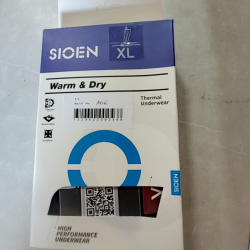 SIOEN
XL
Warm & Dry
Thermal
Underwear
SIOEN
HIGH
PERFORMANCE
UNDERWEAR